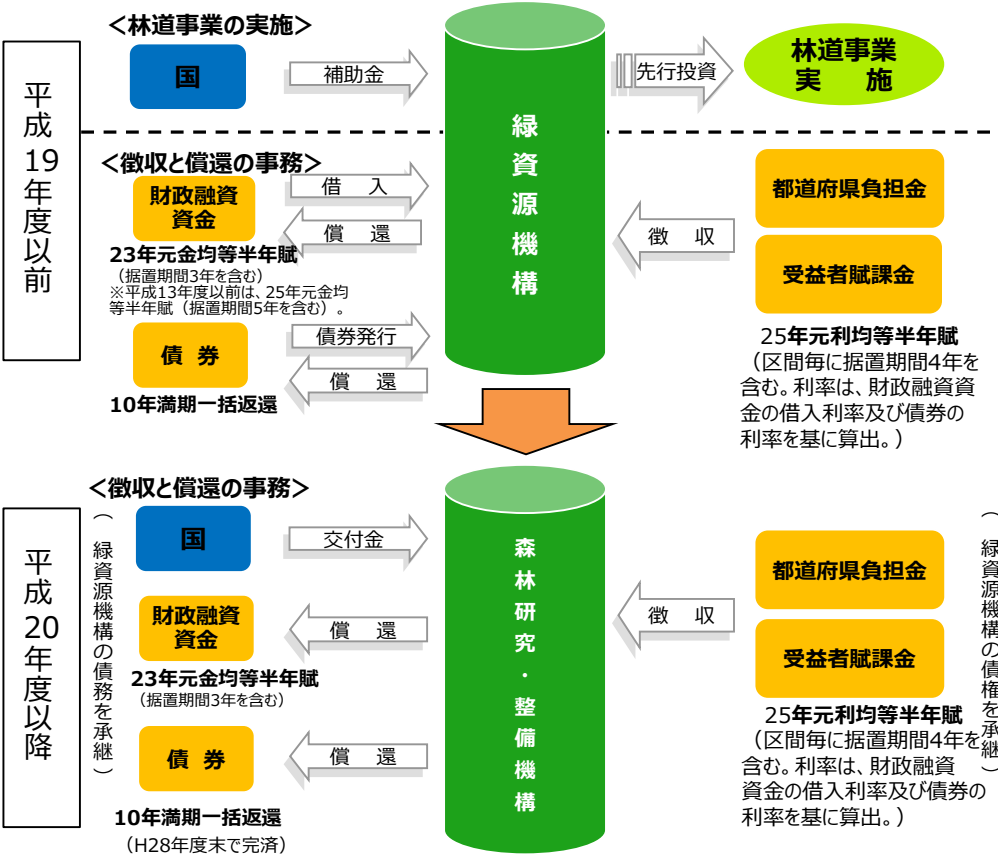 平成19年度以前
＜林道事業の実施＞
国
補助金
緑資源機構
先行投資
林道事業
実　施
＜徴収と償還の事務＞
財政融資
資金
借　入
償　還
23年元金均等半年賦
（据置期間3年を含む）
※平成13年度以前は、25年元金均
等半年賦（据置期間5年を含む）。
債　券
債券発行
償　還
10年満期一括返還
徴　収
都道府県負担金
受益者賦課金
25年元利均等半年賦
（区間毎に据置期間4年を
含む。利率は、財政融資資
金の借入利率及び債券の
利率を基に算出。）
平成20年度以降
（緑資源機構の債務を承継）
＜徴収と償還の事務＞
国
交付金
森林研究・整備機構
財政融資
資金
償　還
23年元金均等半年賦
（据置期間3年を含む）
債　券
償　還
10年満期一括返還
（H28年度末で完済）
徴　収
都道府県負担金
受益者賦課金
25年元利均等半年賦
（区間毎に据置期間4年を
含む。利率は、財政融資
資金の借入利率及び債券の
利率を基に算出。）
（緑資源機構の債権を承継）